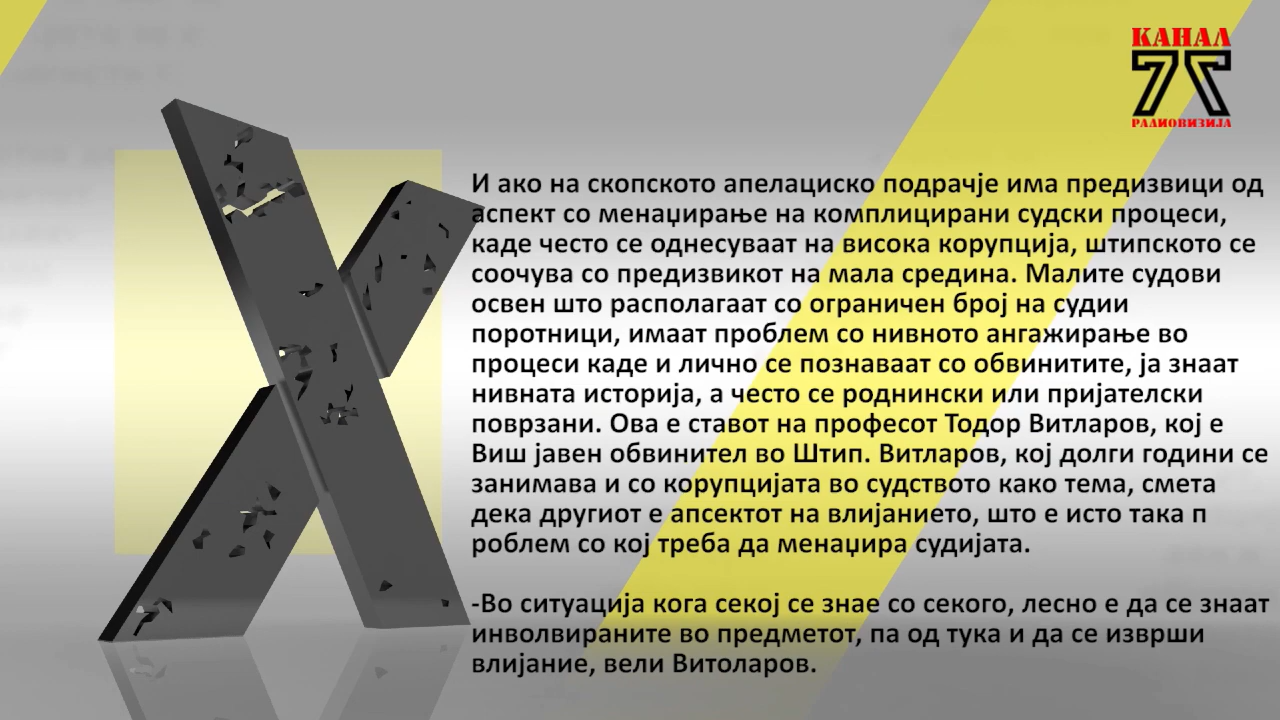 КАНАЛ
77
РАДИОВИЗИЈА
И ако на скопското апелациско подрачје има предизвици од
аспект со менаџирање на комплицирани судски процеси,
каде често се однесуваат на висока корупција, штипското се
соочува со предизвикот на мала средина. Малите судови
освен што располагаат со ограничен број на судии
поротници, имаат проблем со нивното ангажирање во
процеси каде и лично се познаваат со обвинитите, ја знаат
нивната историја, а често се роднински или пријателски
поврзани. Ова е ставот на професот Тодор Витларов, кој е
Виш јавен обвинител во Штип. Витларов, кој долги години се
занимава и со корупцијата во судството како тема, смета
дека другиот е апсектот на влијанието, што е исто така п
роблем со кој треба да менаџира судијата.
-Во ситуација кога секој се знае со секого, лесно е да се знаат
инволвираните во предметот, па од тука и да се изврши
влијание, вели Витоларов.